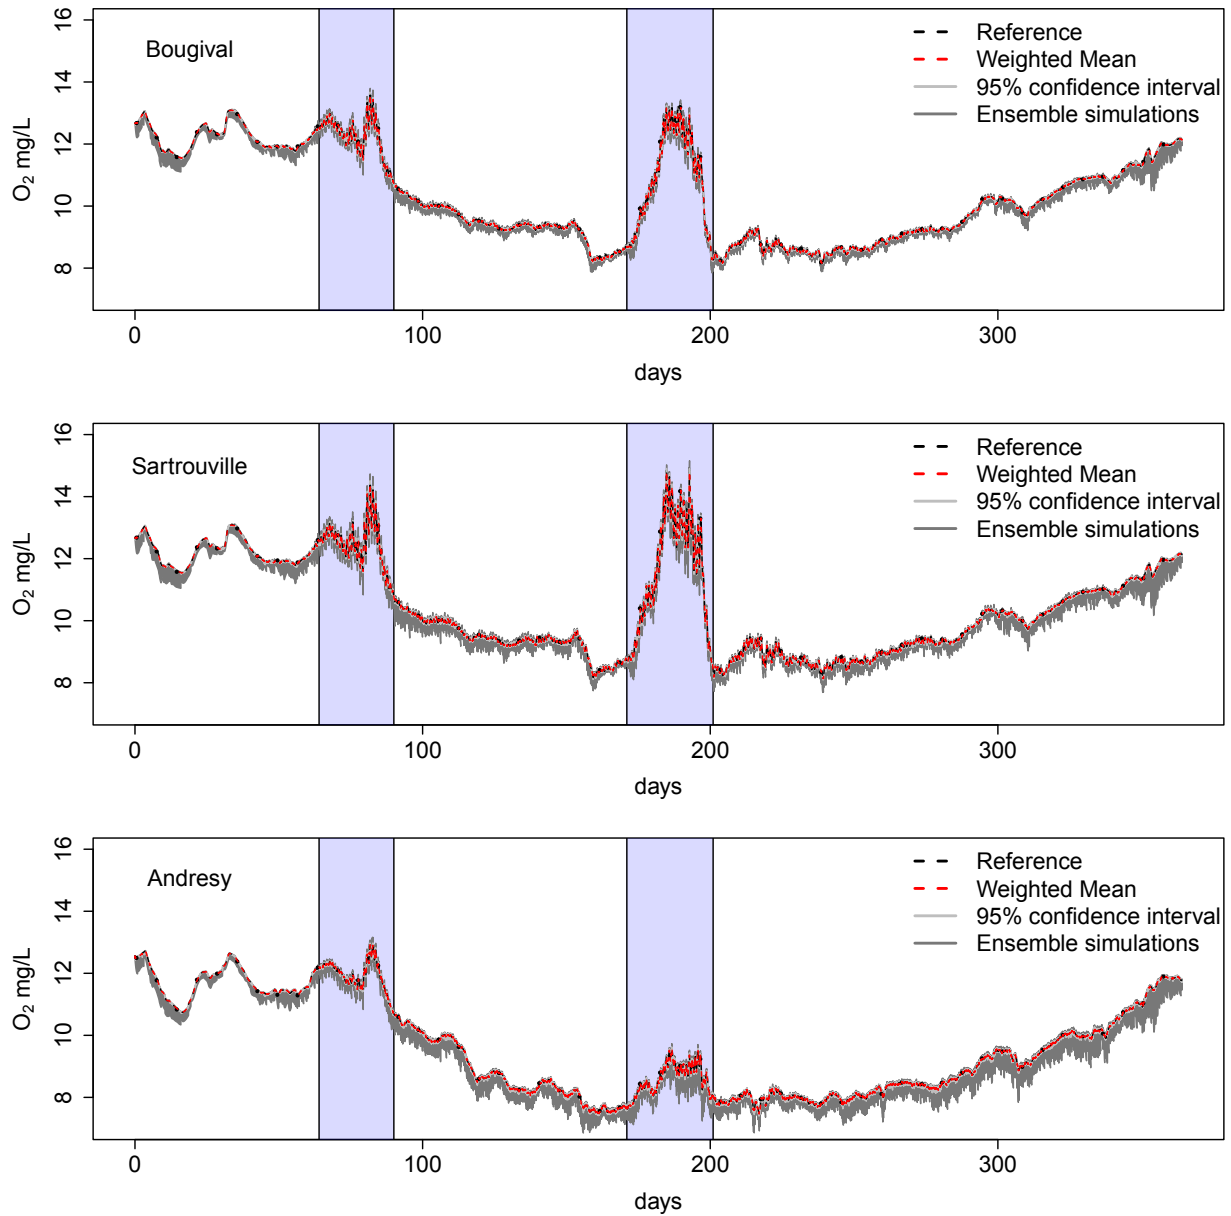 Bougival
Reference
Weighted Mean
95% confidence interval
Ensemble simulations
O₂ mg/L
16
14
12
10
8
0 100 200 300
days
Sartrouville
Reference
Weighted Mean
95% confidence interval
Ensemble simulations
O₂ mg/L
16
14
12
10
8
0 100 200 300
days
Andresy
Reference
Weighted Mean
95% confidence interval
Ensemble simulations
O₂ mg/L
16
14
12
10
8
0 100 200 300
days